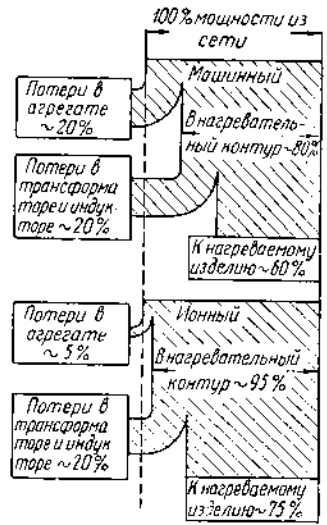 100% мощности из
сети
Машинный
Потери в
агрегате
~20%
В нагреватель-
ный контур ~80%
Потери в
трансформа
торе и индук-
торе ~20%
К нагреваемому
изделию ~60%
Потери в
агрегате
~5%
Ионный
В нагревательный
контур ~95%
Потери в
трансформа
торе и индук
торе ~20%
К нагреваемому
изделию ~75%